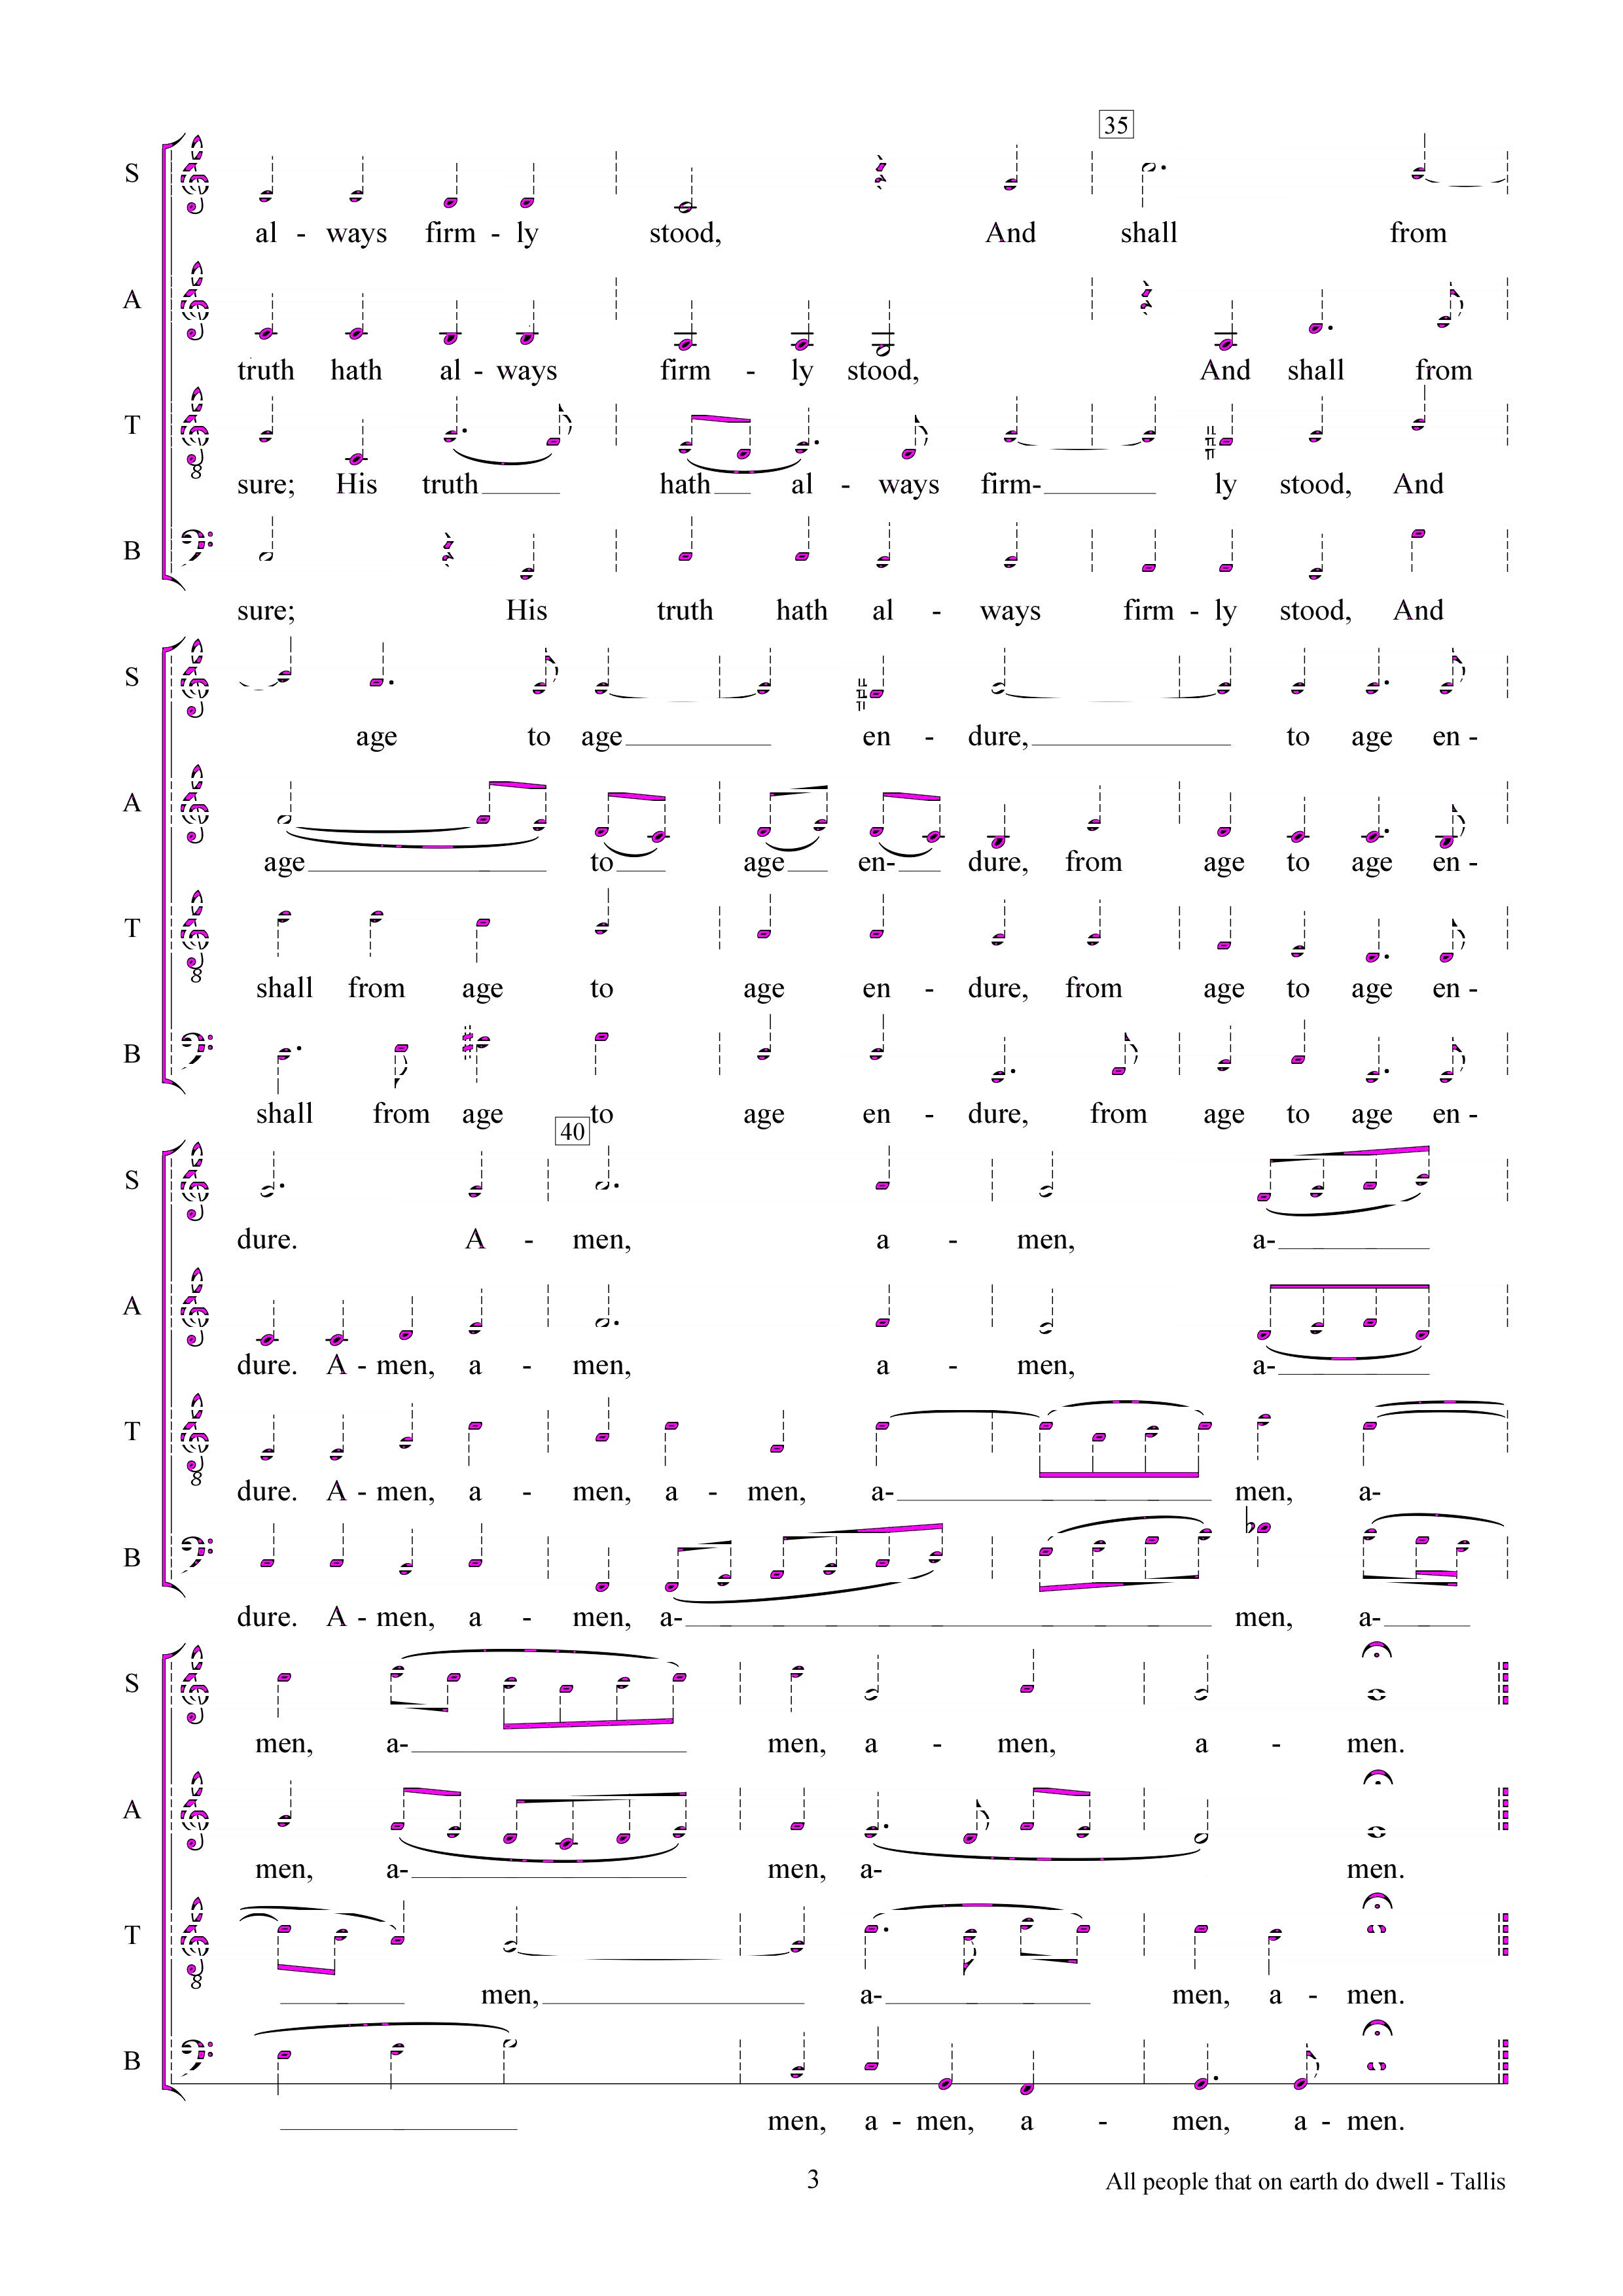 35
S
al - ways firm - ly stood, And shall from
A
truth hath al - ways firm - ly stood, And shall from
T
8
sure; His truth hath al - ways firm- ly stood, And
B
sure; His truth hath al - ways firm - ly stood, And
S
age to age en - dure, to age en -
A
age to age en- dure, from age to age en -
T
8
shall from age to age en - dure, from age to age en -
B
shall from age to age en - dure, from age to age en -
40
S
dure. A - men, a - men, a-
A
dure. A - men, a - men, a - men, a-
T
8
dure. A - men, a - men, a - men, a- men, a-
B
dure. A - men, a - men, a- men, a-
S
men, a- men, a - men, a - men.
A
men, a- men, a- men.
T
8
men, a- men, a - men.
B
men, a - men, a - men, a - men.
3
All people that on earth do dwell - Tallis